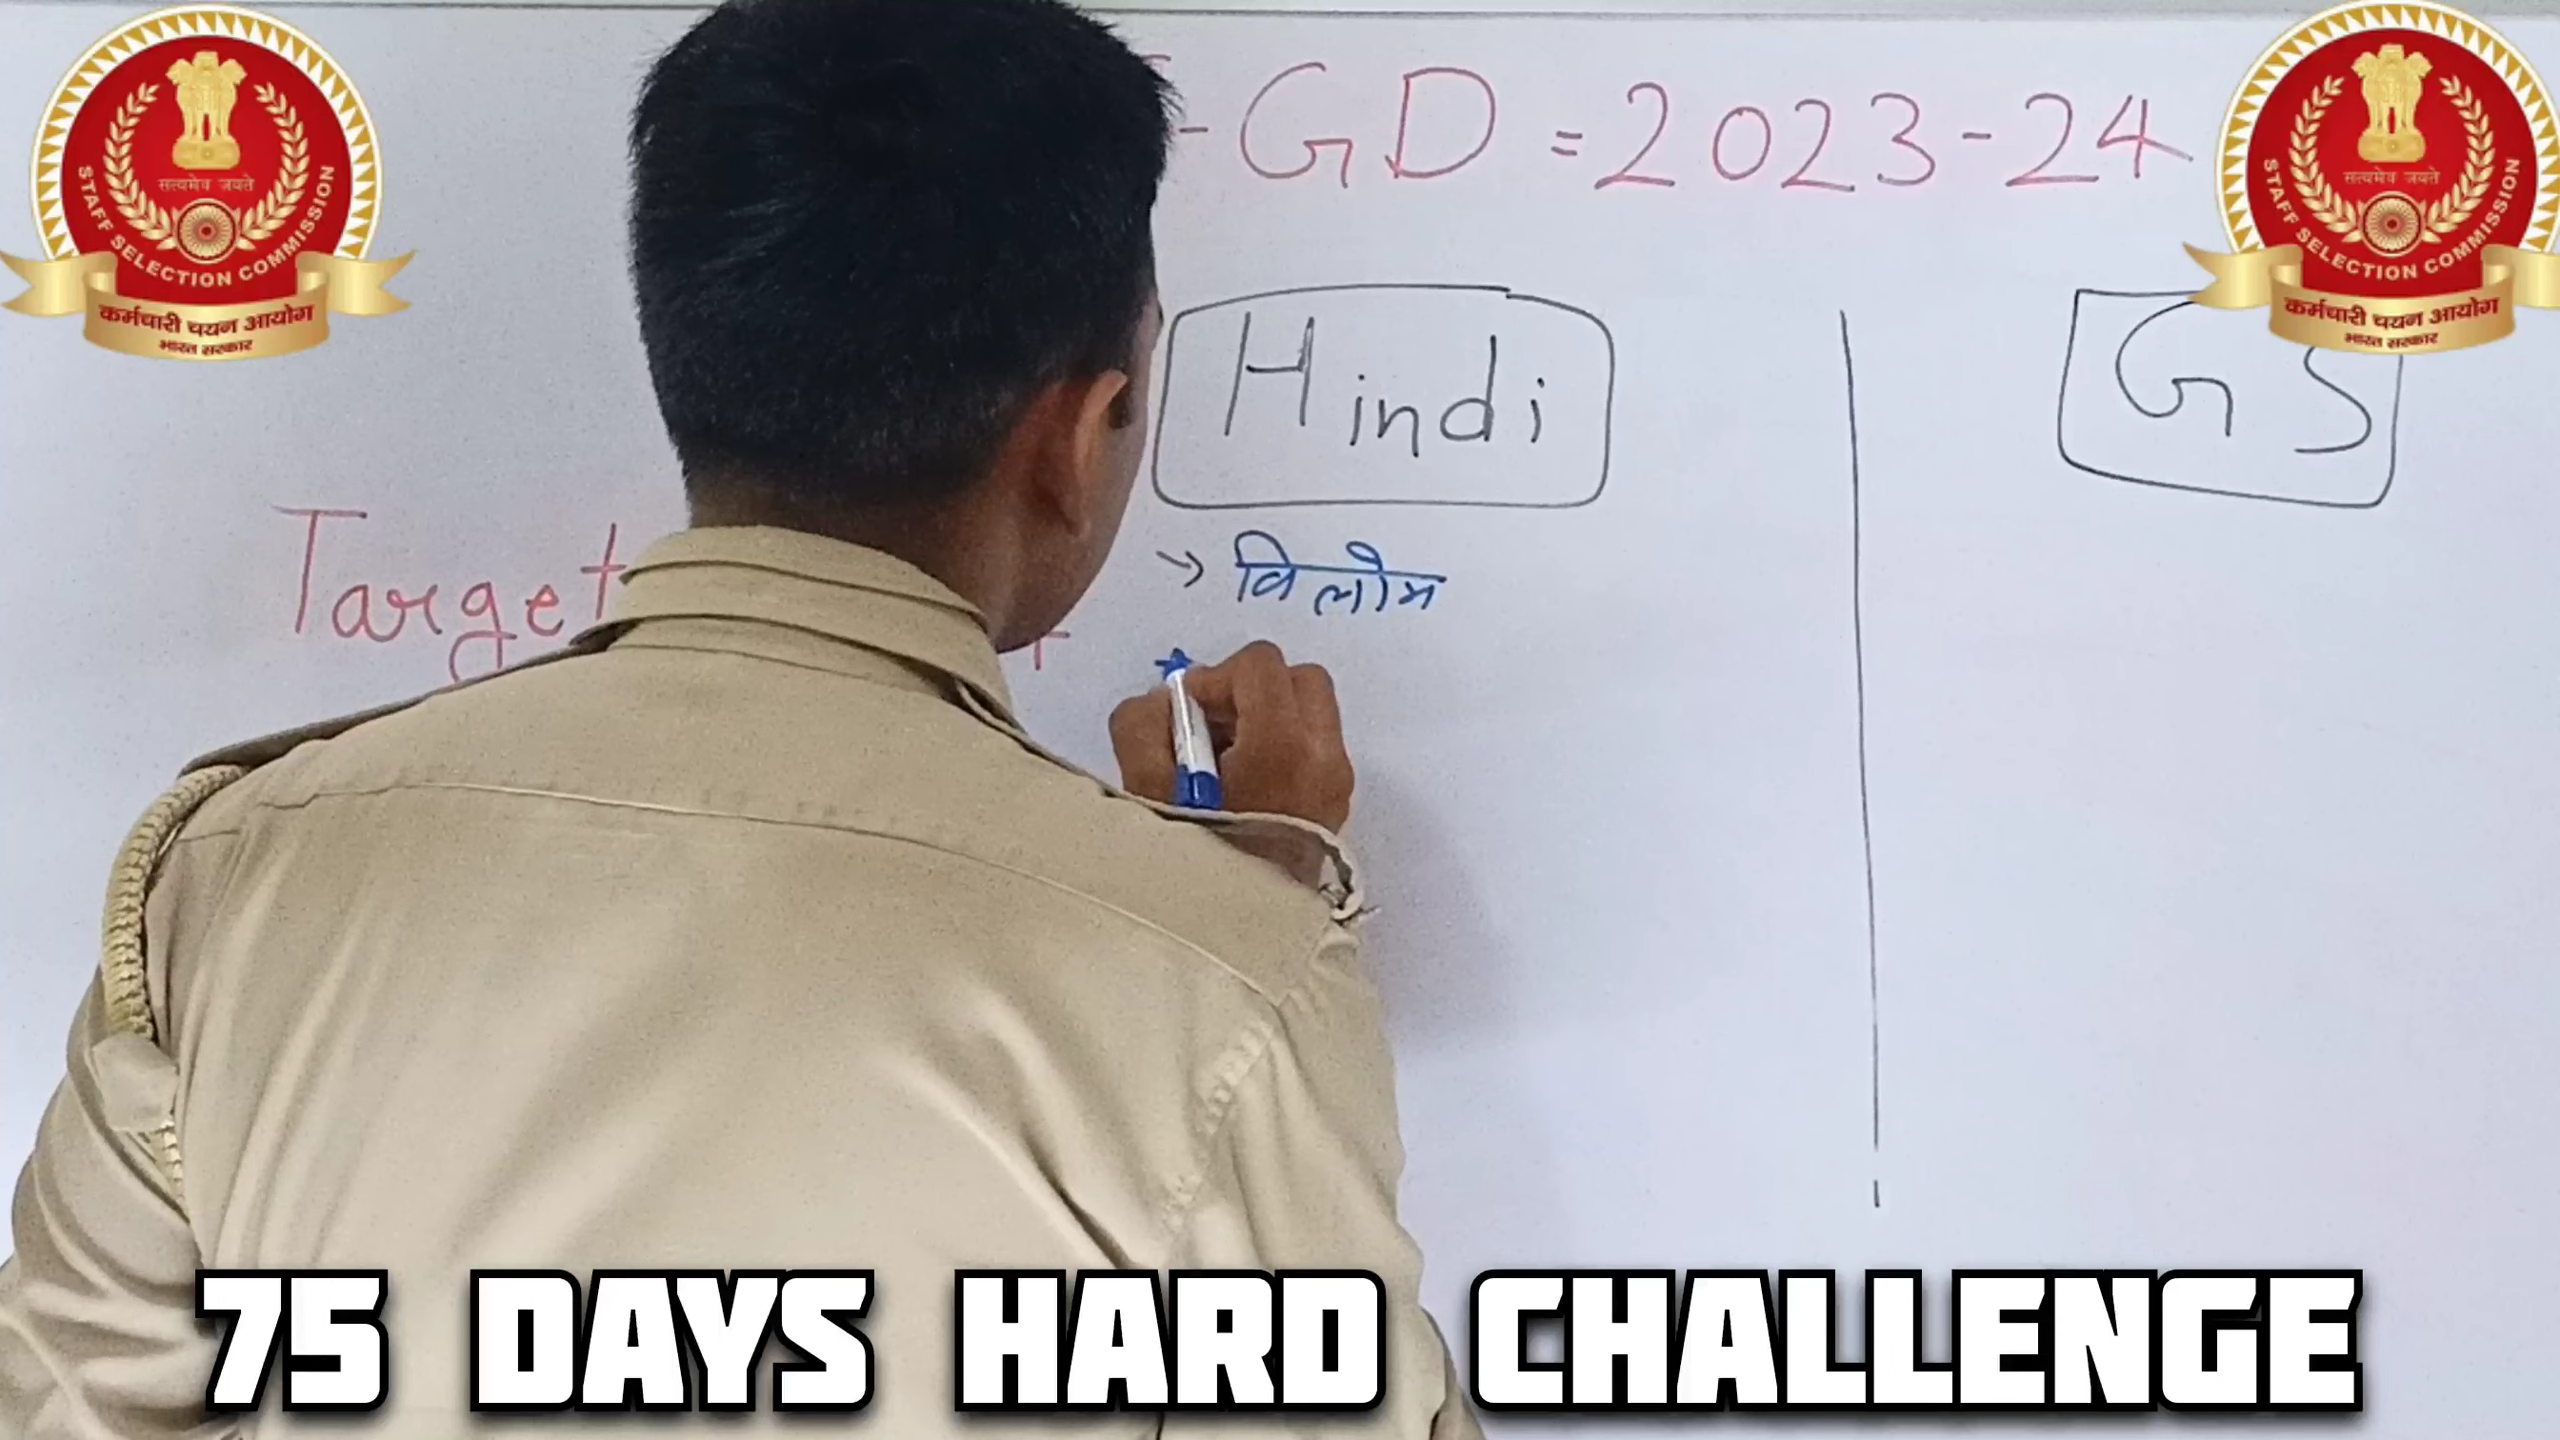 - GD = 2023-24
सत्यमेव जयते
STAFF SELECTION COMMISSION
कर्मचारी चयन आयोग
भारत सरकार
सत्यमेव जयते
STAFF SELECTION COMMISSION
कर्मचारी चयन आयोग
भारत सरकार
Hindi
GS
Target
→ विलोम
75 DAYS HARD CHALLENGE